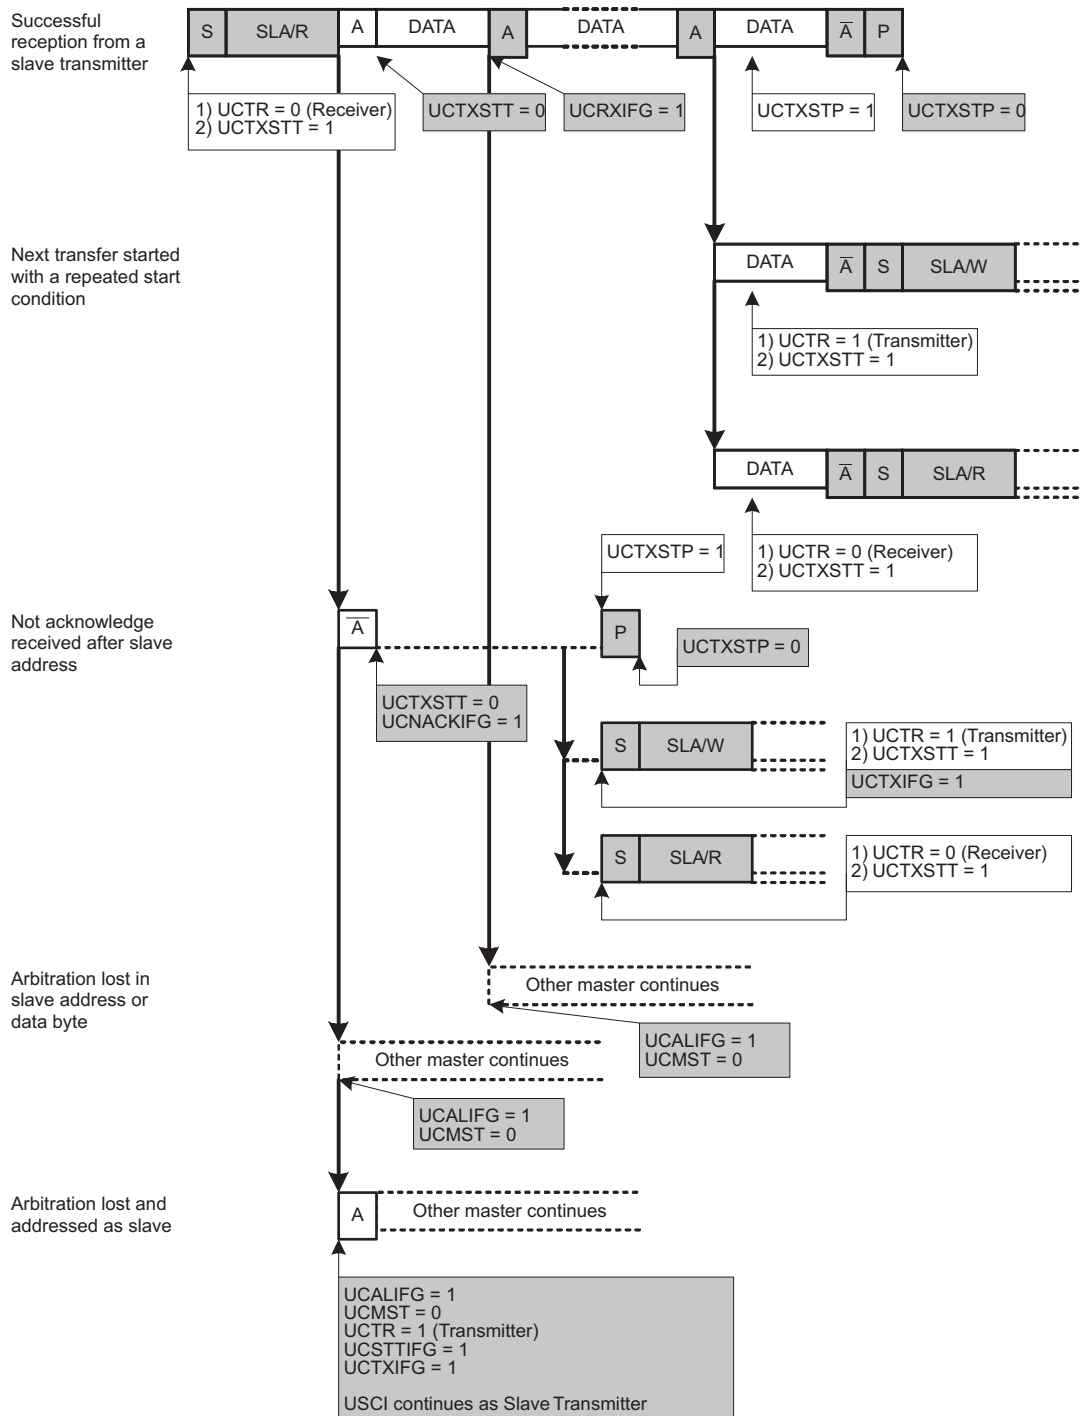 Successful
reception from a
slave transmitter
S SLA/R A DATA A DATA A DATA A̅ P
1) UCTR = 0 (Receiver)
2) UCTXSTT = 1
UCTXSTT = 0
UCRXIFG = 1
UCTXSTP = 1
UCTXSTP = 0
Next transfer started
with a repeated start
condition
DATA A̅ S SLA/W
1) UCTR = 1 (Transmitter)
2) UCTXSTT = 1
DATA A̅ S SLA/R
1) UCTR = 0 (Receiver)
2) UCTXSTT = 1
UCTXSTP = 1
Not acknowledge
received after slave
address
A̅
P
UCTXSTP = 0
UCTXSTT = 0
UCNACKIFG = 1
S SLA/W
1) UCTR = 1 (Transmitter)
2) UCTXSTT = 1
UCTXIFG = 1
S SLA/R
1) UCTR = 0 (Receiver)
2) UCTXSTT = 1
Arbitration lost in
slave address or
data byte
Other master continues
UCALIFG = 1
UCMST = 0
Other master continues
UCALIFG = 1
UCMST = 0
Arbitration lost and
addressed as slave
A
Other master continues
UCALIFG = 1
UCMST = 0
UCTR = 1 (Transmitter)
UCSTTIFG = 1
UCTXIFG = 1
USCI continues as Slave Transmitter